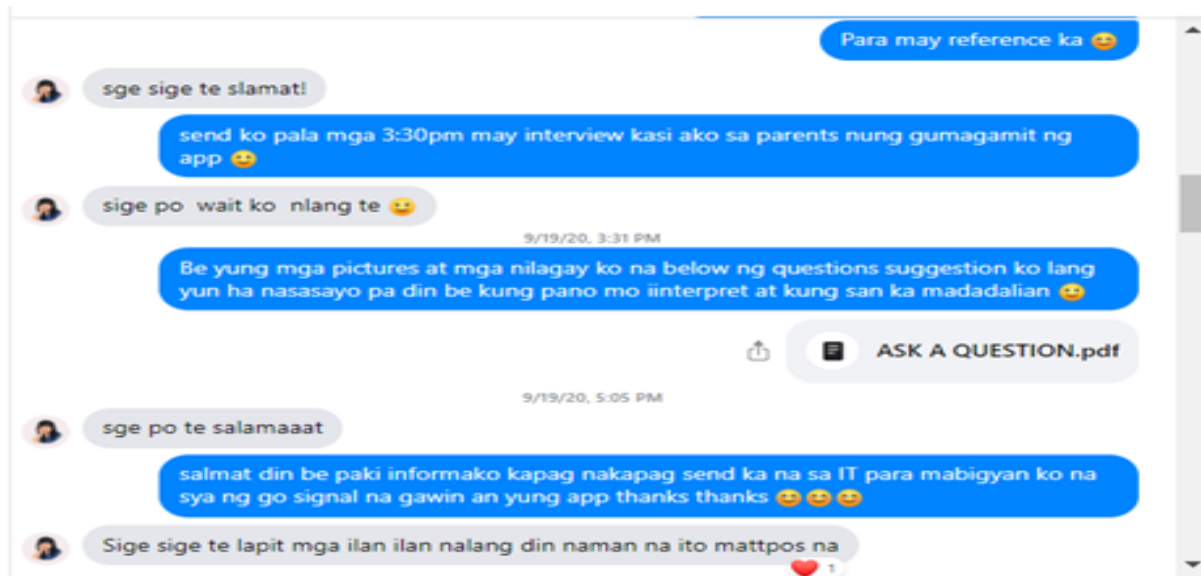 Para may reference ka 😊
sge sige te slamat!
send ko pala mga 3:30pm may interview kasi ako sa parents nung gumagamit ng
app 😉
sige po wait ko nlang te 🙂
9/19/20, 3:31 PM
Be yung mga pictures at mga nilagay ko na below ng questions suggestion ko lang
yun ha nasasayo pa din be kung pano mo iinterpret at kung san ka madadalian 🙂
ASK A QUESTION.pdf
9/19/20, 5:05 PM
sge po te salamaaat
salmat din be paki informako kapag nakapag send ka na sa IT para mabigyan ko na
sya ng go signal na gawin an yung app thanks thanks 😊😊😊
Sige sige te lapit mga ilan ilan nalang din naman na ito mattpos na
❤️ 1